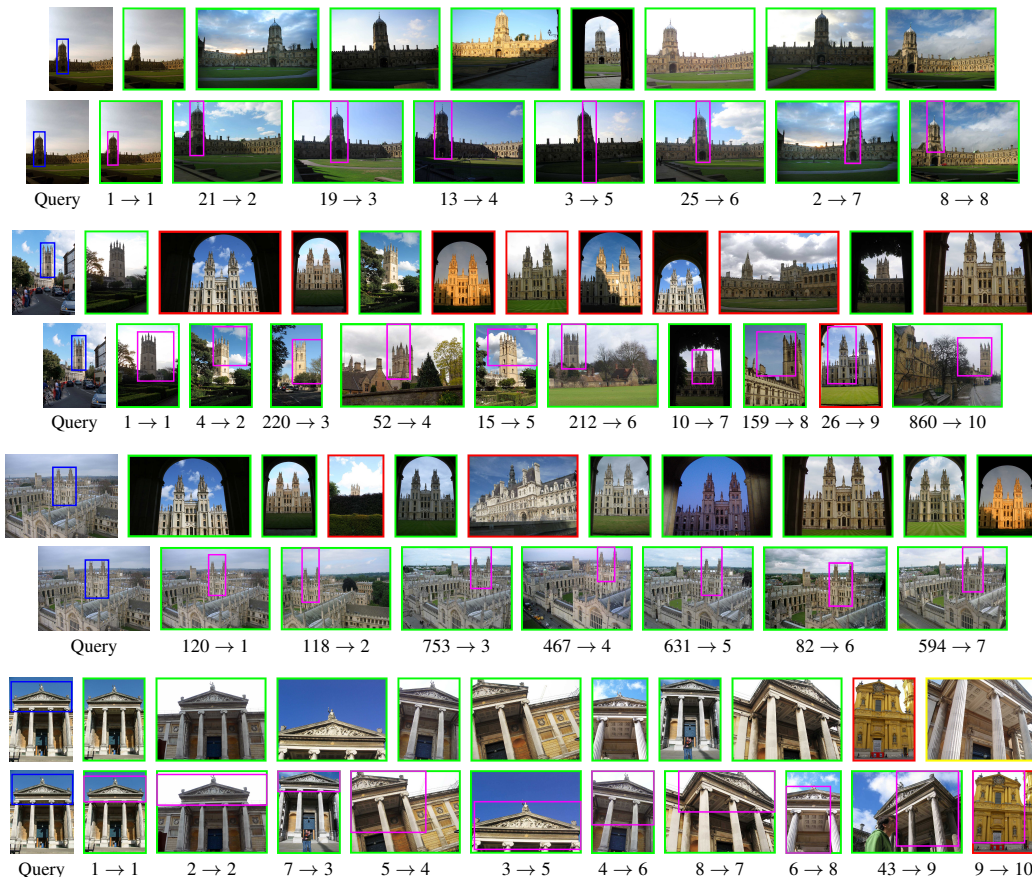 Query 1 → 1 21 → 2 19 → 3 13 → 4 3 → 5 25 → 6 2 → 7 8 → 8
Query 1 → 1 4 → 2 220 → 3 52 → 4 15 → 5 212 → 6 10 → 7 159 → 8 26 → 9 860 → 10
Query 120 → 1 118 → 2 753 → 3 467 → 4 631 → 5 82 → 6 594 → 7
Query 1 → 1 2 → 2 7 → 3 5 → 4 3 → 5 4 → 6 8 → 7 6 → 8 43 → 9 9 → 10